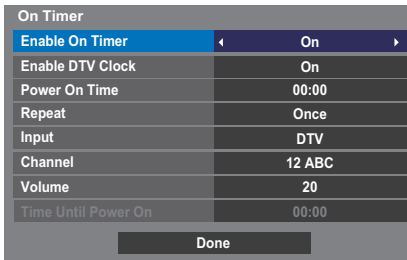 On Timer
Enable On Timer On
Enable DTV Clock On
Power On Time 00:00
Repeat Once
Input DTV
Channel 12 ABC
Volume 20
Time Until Power On 00:00
Done